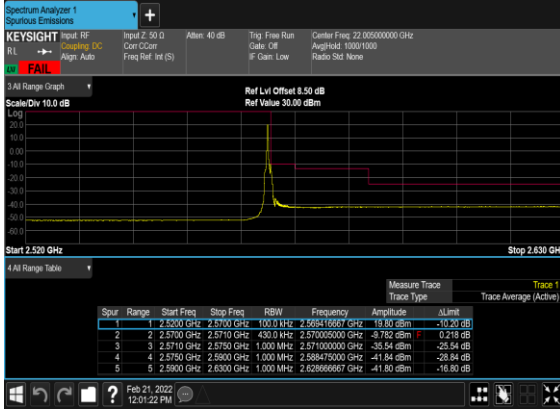 Spectrum Analyzer 1
Spurious Emissions
+
KEYSIGHT Input: RF Input Z: 50 Ω Atten: 40 dB Trig: Free Run Center Freq: 22.005000000 GHz
RL Coupling: DC Corr CCorr Gate: Off Avg|Hold: 1000/1000
Align: Auto Freq Ref: Int (S) IF Gain: Low Radio Std: None
FAIL
3 All Range Graph
Ref Lvl Offset 8.50 dB
Scale/Div 10.0 dB Ref Value 30.00 dBm
Log
20.0
10.0
0.00
-10.0
-20.0
-30.0
-40.0
-50.0
-60.0
Start 2.520 GHz Stop 2.630 GH
4 All Range Table
Measure Trace Trace 1
Trace Type Trace Average (Active)
Spur Range Start Freq Stop Freq RBW Frequency Amplitude ΔLimit
1 1 2.5200 GHz 2.5700 GHz 100.0 kHz 2.569416667 GHz 19.80 dBm -10.20 dB
2 2 2.5700 GHz 2.5710 GHz 430.0 kHz 2.570005000 GHz -9.782 dBm F 0.218 dB
3 3 2.5710 GHz 2.5750 GHz 1.000 MHz 2.571000000 GHz -35.54 dBm -25.54 dB
4 4 2.5750 GHz 2.5900 GHz 1.000 MHz 2.588475000 GHz -41.84 dBm -28.84 dB
5 5 2.5900 GHz 2.6300 GHz 1.000 MHz 2.628666667 GHz -41.80 dBm -16.80 dB
?
Feb 21, 2022
12:01:22 PM